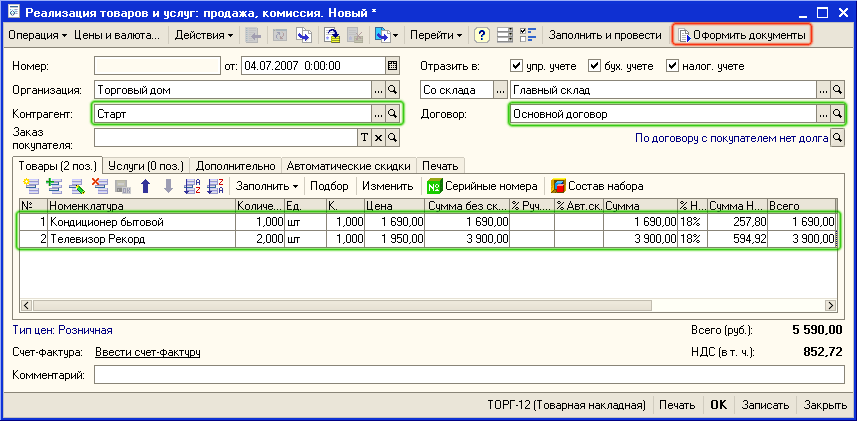 Реализация товаров и услуг: продажа, комиссия. Новый *
Операция Цены и валюта... Действия Перейти Заполнить и провести Оформить документы
Номер: от: 04.07.2007 0:00:00 Отразить в: упр. учете бух. учете налог. учете
Организация: Торговый дом ... Со склада ... Главный склад ...
Контрагент: Старт ... Договор: Основной договор ...
Заказ
покупателя: T По договору с покупателем нет долга
Товары (2 поз.) Услуги (0 поз.) Дополнительно Автоматические скидки Печать
Заполнить Подбор Изменить № Серийные номера Состав набора
№ Номенклатура Количе... Ед. К. Цена Сумма без ск... % Руч.... % Авт.ск. Сумма % Н... Сумма Н... Всего
1 Кондиционер бытовой 1,000 шт 1,000 1 690,00 1 690,00 1 690,00 18% 257,80 1 690,00
2 Телевизор Рекорд 2,000 шт 1,000 1 950,00 3 900,00 3 900,00 18% 594,92 3 900,00
Тип цен: Розничная Всего (руб.): 5 590,00
Счет-фактура: Ввести счет-фактуру НДС (в т. ч.): 852,72
Комментарий:
ТОРГ-12 (Товарная накладная) Печать OK Записать Закрыть